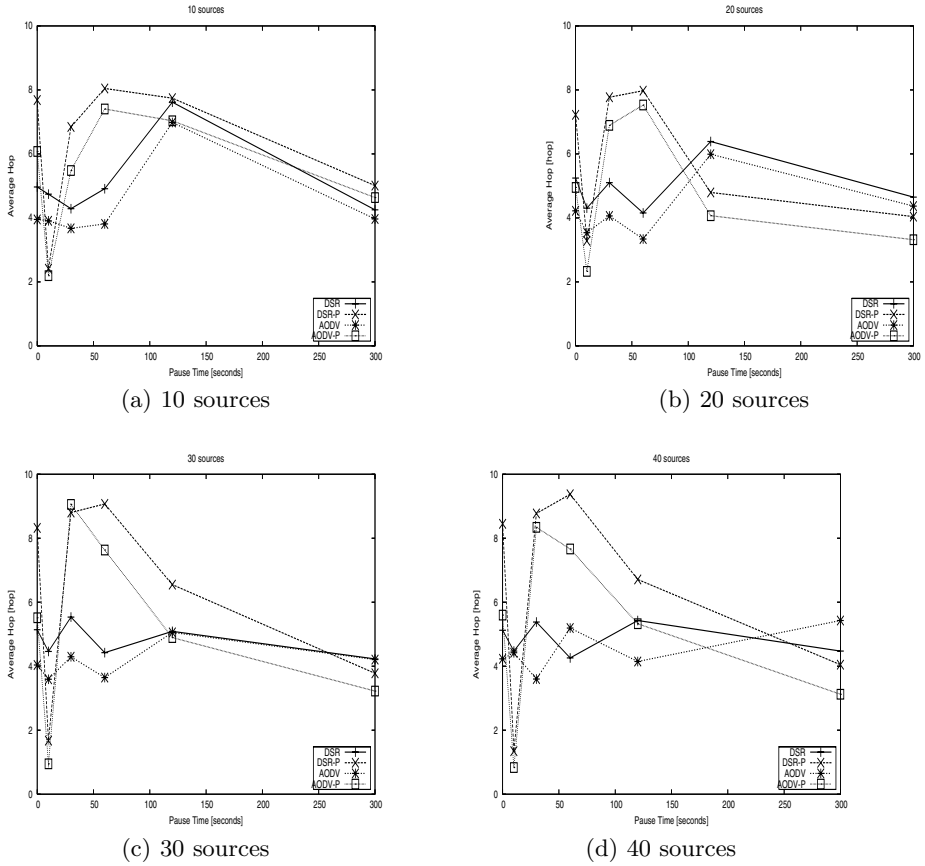 10 sources
10
8
6
4
2
0
Average Hop
DSR
DSR-P
AODV
AODV-P
0 50 100 150 200 250 300
Pause Time [seconds]
(a) 10 sources
20 sources
10
8
6
4
2
0
Average Hop [hop]
DSR
DSR-P
AODV
AODV-P
0 50 100 150 200 250 300
Pause Time [seconds]
(b) 20 sources
30 sources
10
8
6
4
2
0
Average Hop [hop]
DSR
DSR-P
AODV
AODV-P
0 50 100 150 200 250 300
Pause Time [seconds]
(c) 30 sources
40 sources
10
8
6
4
2
0
Average Hop [hop]
DSR
DSR-P
AODV
AODV-P
0 50 100 150 200 250 300
Pause Time [seconds]
(d) 40 sources